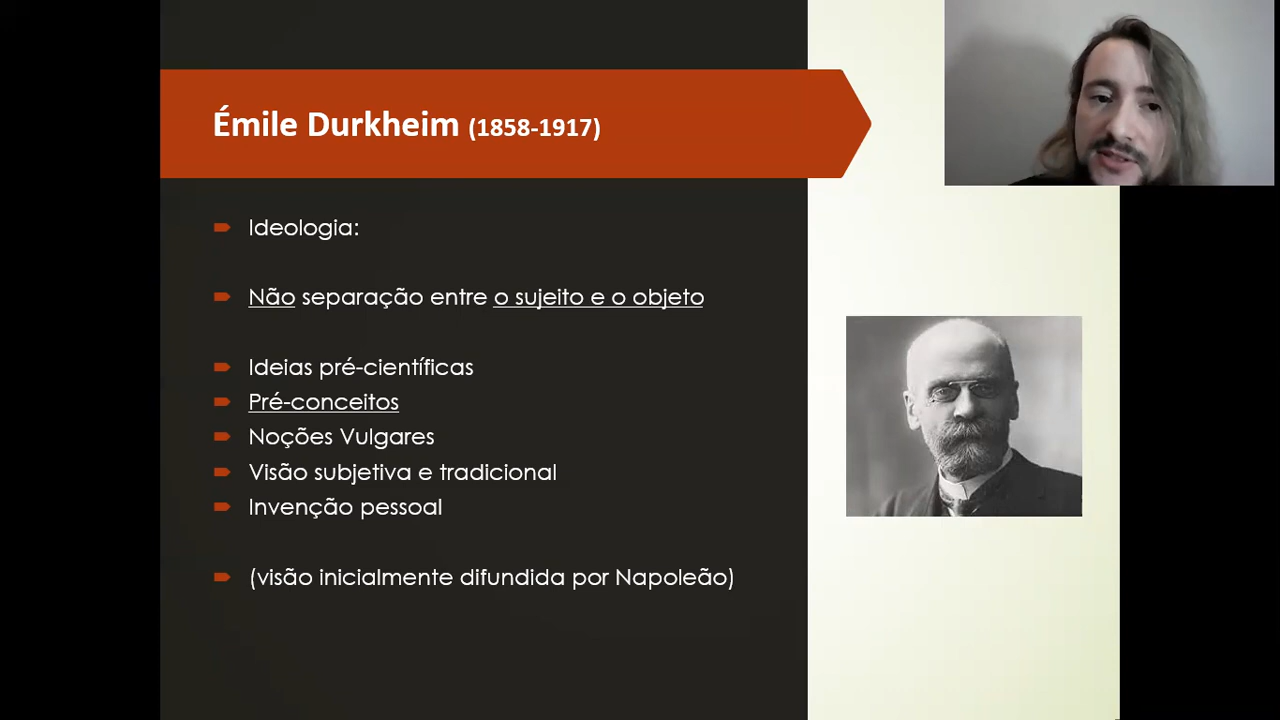 Émile Durkheim (1858-1917)
Ideologia:
Não separação entre o sujeito e o objeto
Ideias pré-científicas
Pré-conceitos
Noções Vulgares
Visão subjetiva e tradicional
Invenção pessoal
(visão inicialmente difundida por Napoleão)